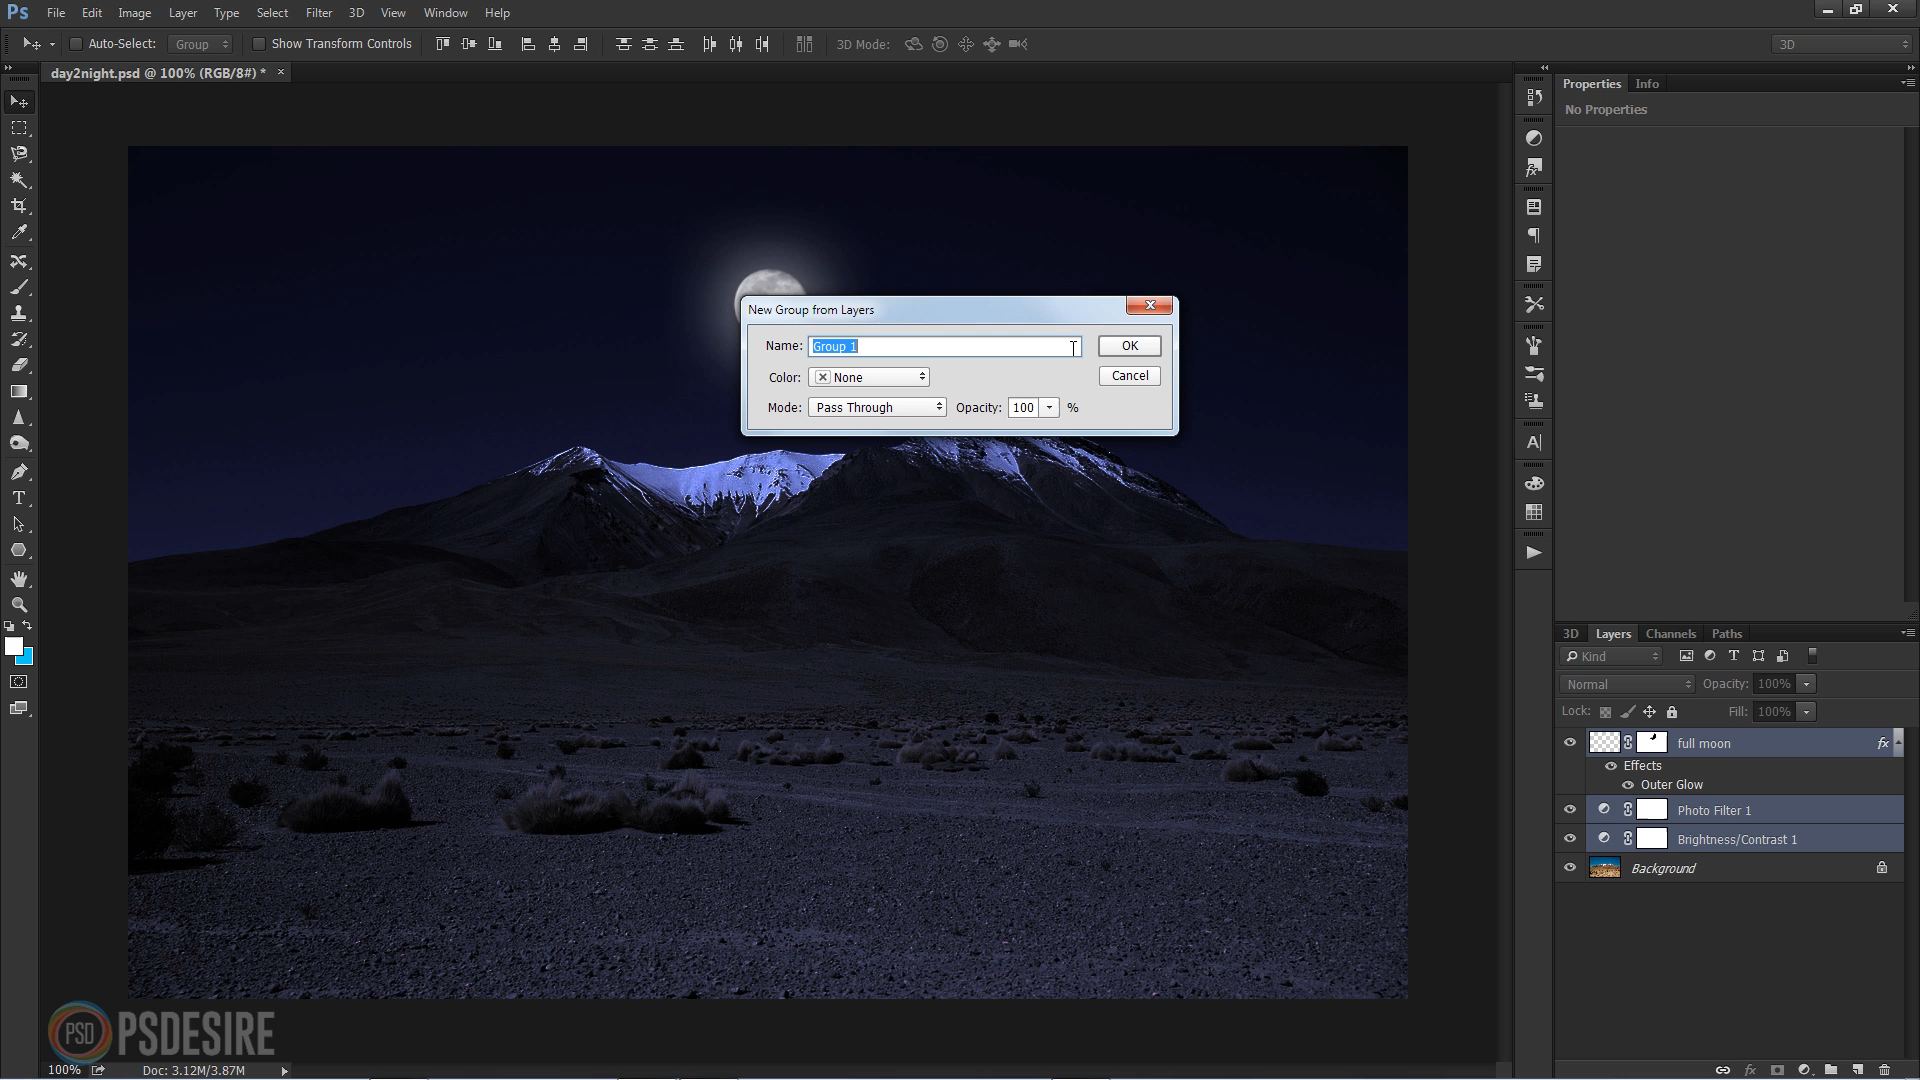 Ps File Edit Image Layer Type Select Filter 3D View Window Help
Auto-Select: Group Show Transform Controls 3D Mode: 3D
day2night.psd @ 100% (RGB/8#) * ×
Properties Info
No Properties
New Group from Layers
Name: Group 1 OK
Color: None Cancel
Mode: Pass Through Opacity: 100 %
3D Layers Channels Paths
Kind
Normal Opacity: 100%
Lock: Fill: 100%
full moon fx
Effects
Outer Glow
Photo Filter 1
Brightness/Contrast 1
Background
PSD PSDESIRE
100% Doc: 3.12M/3.87M